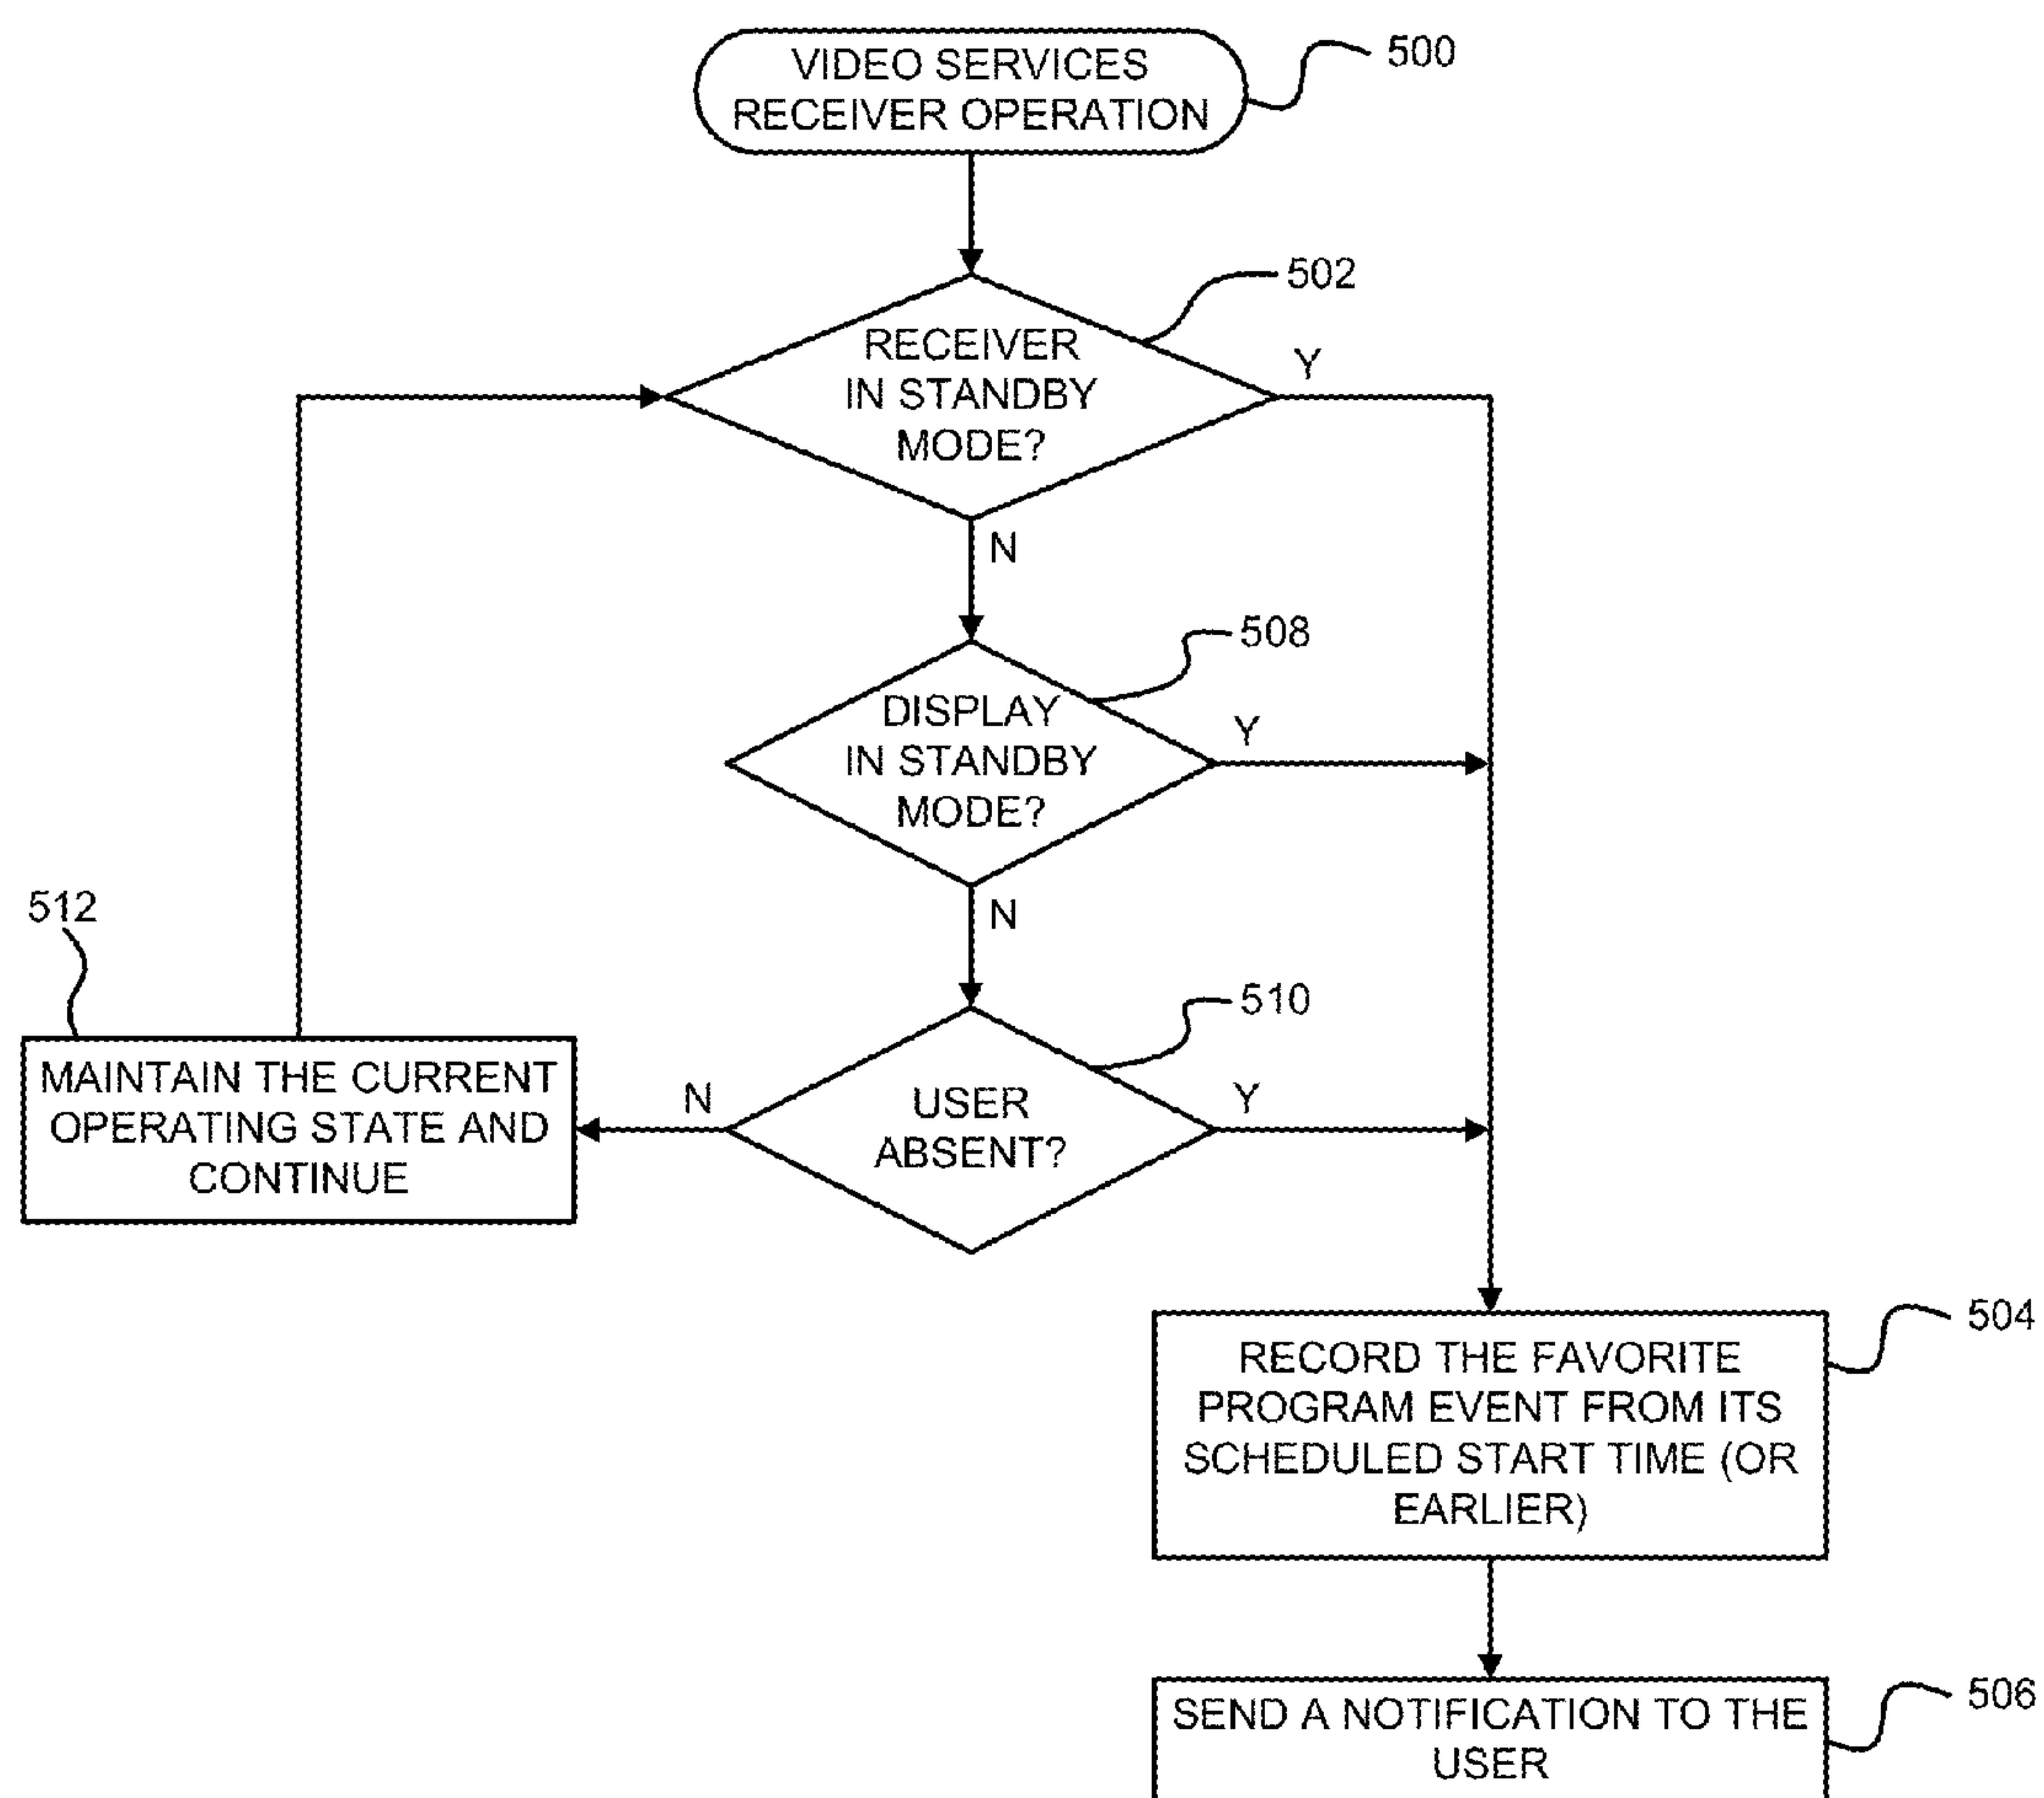 VIDEO SERVICES
RECEIVER OPERATION
500
502
RECEIVER
IN STANDBY
MODE?
Y
N
508
DISPLAY
IN STANDBY
MODE?
Y
N
512
510
MAINTAIN THE CURRENT
OPERATING STATE AND
CONTINUE
N
USER
ABSENT?
Y
504
RECORD THE FAVORITE
PROGRAM EVENT FROM ITS
SCHEDULED START TIME (OR
EARLIER)
506
SEND A NOTIFICATION TO THE
USER